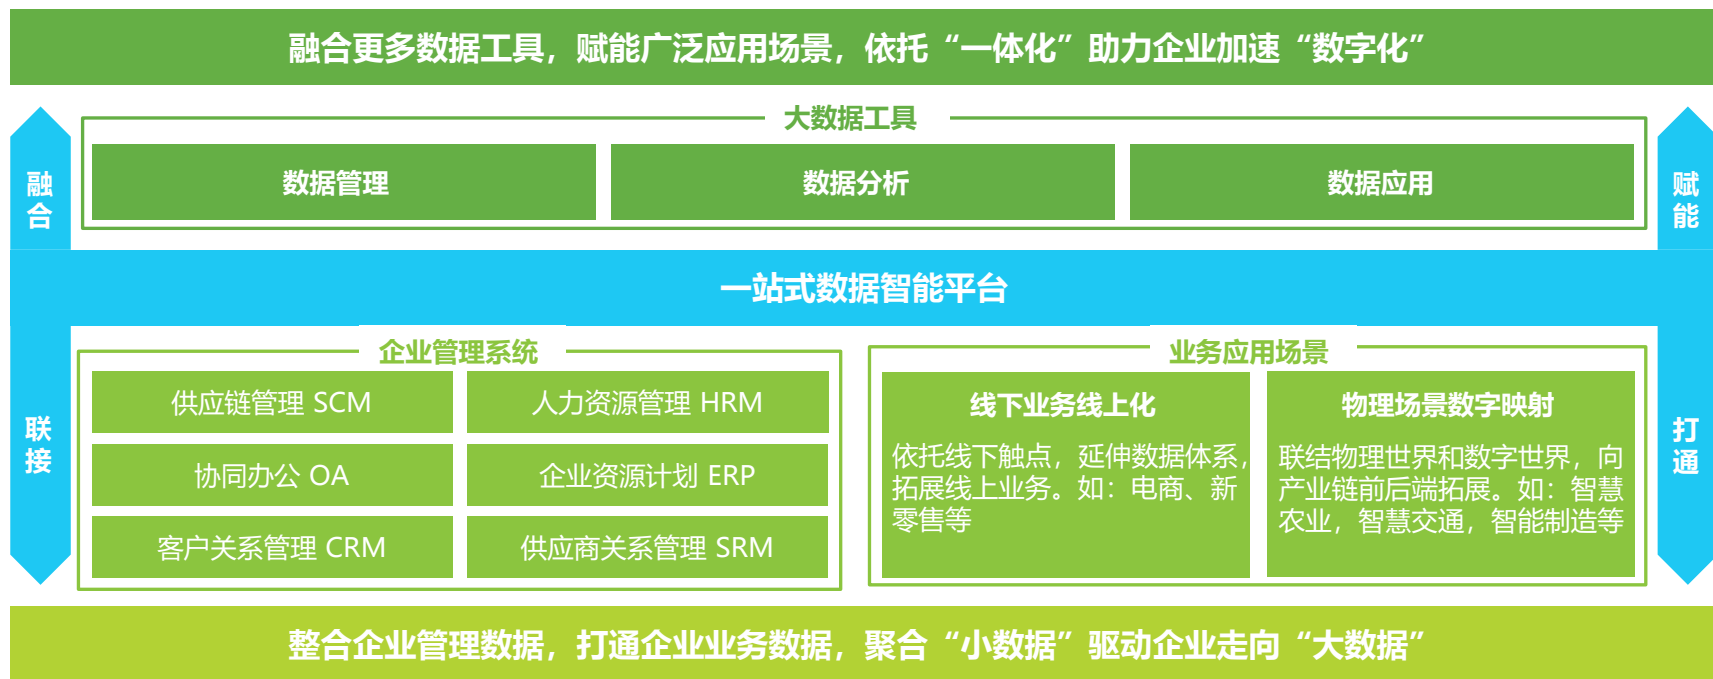 融合更多数据工具，赋能广泛应用场景，依托“一体化”助力企业加速“数字化”
大数据工具
融
合
数据管理
数据分析
数据应用
赋
能
一站式数据智能平台
企业管理系统
业务应用场景
联
接
供应链管理 SCM
人力资源管理 HRM
协同办公 OA
企业资源计划 ERP
客户关系管理 CRM
供应商关系管理 SRM
线下业务线上化
依托线下触点，延伸数据体系，
拓展线上业务。如：电商、新
零售等
物理场景数字映射
联结物理世界和数字世界，向
产业链前后端拓展。如：智慧
农业，智慧交通，智能制造等
打
通
整合企业管理数据，打通企业业务数据，聚合“小数据”驱动企业走向“大数据”